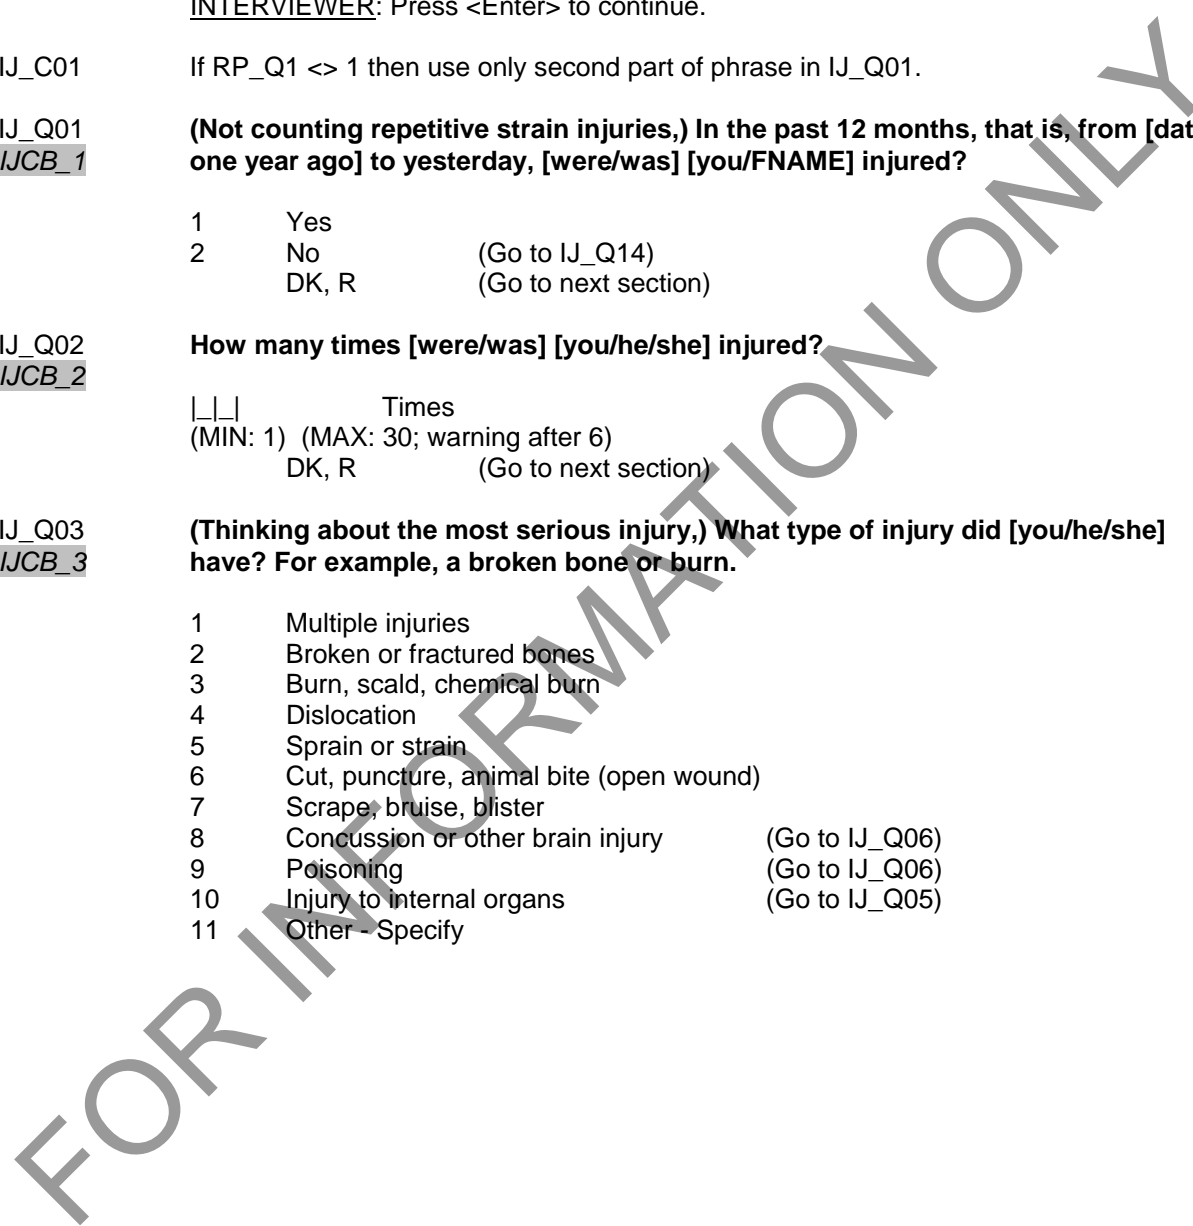 INTERVIEWER: Press <Enter> to continue.
IJ_C01 If RP_Q1 <> 1 then use only second part of phrase in IJ_Q01.
IJ_Q01 (Not counting repetitive strain injuries,) In the past 12 months, that is, from [dat
IJCB_1 one year ago] to yesterday, [were/was] [you/FNAME] injured?
1 Yes
2 No (Go to IJ_Q14)
DK, R (Go to next section)
IJ_Q02 How many times [were/was] [you/he/she] injured?
IJCB_2
|_|_| Times
(MIN: 1) (MAX: 30; warning after 6)
DK, R (Go to next section)
IJ_Q03 (Thinking about the most serious injury,) What type of injury did [you/he/she]
IJCB_3 have? For example, a broken bone or burn.
1 Multiple injuries
2 Broken or fractured bones
3 Burn, scald, chemical burn
4 Dislocation
5 Sprain or strain
6 Cut, puncture, animal bite (open wound)
7 Scrape, bruise, blister
8 Concussion or other brain injury (Go to IJ_Q06)
9 Poisoning (Go to IJ_Q06)
10 Injury to internal organs (Go to IJ_Q05)
11 Other - Specify
FOR INFORMATION ONLY